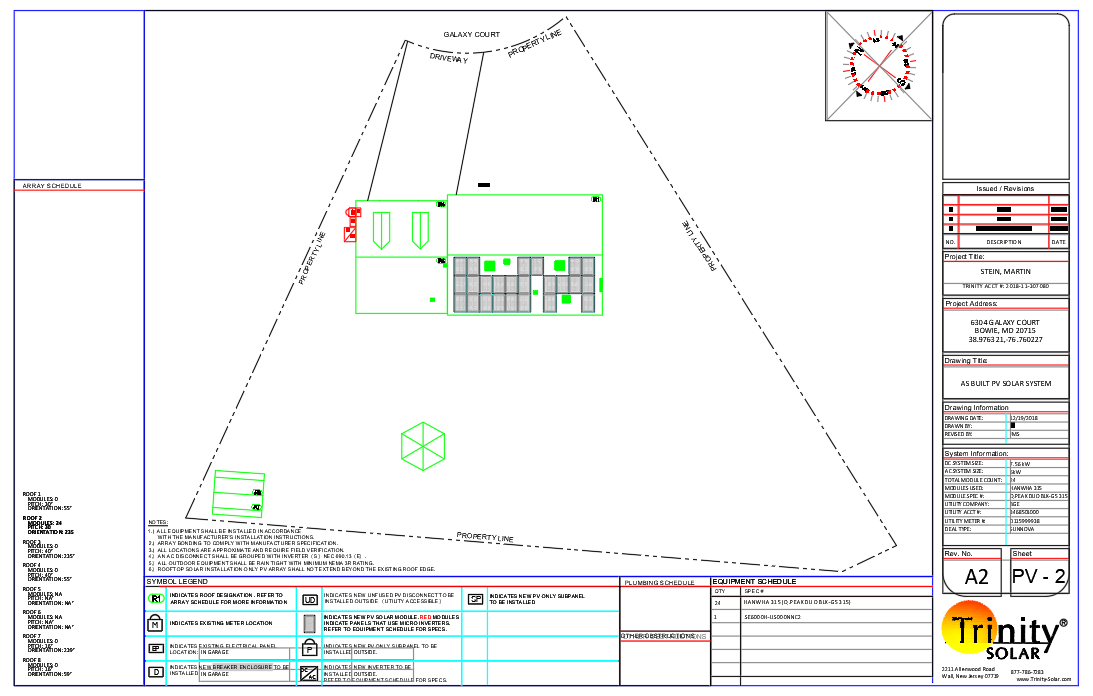 GALAXY COURT
DRIVEWAY
PROPERTY LINE
PROPERTY LINE
PROPERTY LINE
PROPERTY LINE
ARRAY SCHEDULE
ROOF 1
MODULES: 0
ORIENTATION: 55°
ROOF 2
MODULES: 24
PITCH: 38
ORIENTATION: 235
MODULES: 0
PITCH: 40°
ORIENTATION: 235°
ROOF 4
MODULES: 0
ORIENTATION: 55°
ROOF 5
MODULES: NA
PITCH: NA°
ORIENTATION: NA°
ROOF 6
MODULES: NA
PITCH: NA°
ORIENTATION: NA°
ROOF 7
MODULES: 0
PITCH: 18°
ORIENTATION: 239°
ROOF 8
MODULES: 0
PITCH: 18°
ORIENTATION: 59°
NOTES:
1.) ALL EQUIPMENT SHALL BE INSTALLED IN ACCORDANCE
WITH THE MANUFACTURER'S INSTALLATION INSTRUCTIONS.
2.) ARRAY BONDING TO COMPLY WITH MANUFACTURER SPECIFICATION.
3.) ALL LOCATIONS ARE APPROXIMATE AND REQUIRE FIELD VERIFICATION.
4.) AN AC DISCONNECT SHALL BE GROUPED WITH INVERTER (S) NEC 690.13 (E) .
5.) ALL OUTDOOR EQUIPMENT SHALL BE RAIN TIGHT WITH MINIMUM NEMA 3R RATING.
6.) ROOFTOP SOLAR INSTALLATION ONLY PV ARRAY SHALL NOT EXTEND BEYOND THE EXISTING ROOF EDGE.
SYMBOL LEGEND
R1
INDICATES ROOF DESIGNATION . REFER TO
ARRAY SCHEDULE FOR MORE INFORMATION
UD
INDICATES NEW UNFUSED PV DISCONNECT TO BE
INSTALLED OUTSIDE (UTILITY ACCESSIBLE)
SP
INDICATES NEW PV ONLY SUBPANEL
TO BE INSTALLED
M
INDICATES EXISTING METER LOCATION
INDICATES NEW PV SOLAR MODULE. RED MODULES
INDICATE PANELS THAT USE MICRO INVERTERS.
REFER TO EQUIPMENT SCHEDULE FOR SPECS.
EP
INDICATES EXISTING ELECTRICAL PANEL
LOCATION: IN GARAGE
P
INDICATES NEW PV ONLY SUBPANEL TO BE
INSTALLED OUTSIDE.
D
INDICATES NEW BREAKER ENCLOSURE TO BE
INSTALLED IN GARAGE
DC
AC
INDICATES NEW INVERTER TO BE
INSTALLED OUTSIDE.
REFER TO EQUIPMENT SCHEDULE FOR SPECS.
PLUMBING SCHEDULE
OTHER OBSTRUCTIONS
EQUIPMENT SCHEDULE
QTY SPEC #
24 HANWHA 315 (Q.PEAK DUO BLK-G5 315)
1 SE6000H-US000NNC2
Issued / Revisions
NO. DESCRIPTION DATE
Project Title:
STEIN, MARTIN
TRINITY ACCT #: 2018-11-307080
Project Address:
6304 GALAXY COURT
BOWIE, MD 20715
38.976321,-76.760227
Drawing Title:
AS BUILT PV SOLAR SYSTEM
Drawing Information
DRAWING DATE: 12/19/2018
DRAWN BY:
REVISED BY: MS
System Information:
DC SYSTEM SIZE: 7.56kW
AC SYSTEM SIZE: 6kW
TOTAL MODULE COUNT: 24
MODULES USED: HANWHA 315
MODULE SPEC #: Q.PEAK DUO BLK-G5 315
UTILITY COMPANY: BGE
UTILITY ACCT #:
UTILITY METER #:
DEAL TYPE: SUNNOVA
Rev. No. Sheet
A2 PV - 2
Trinity®
SOLAR
2211 Allenwood Road 877-786-7283
Wall, New Jersey 07719 www.Trinity-Solar.com